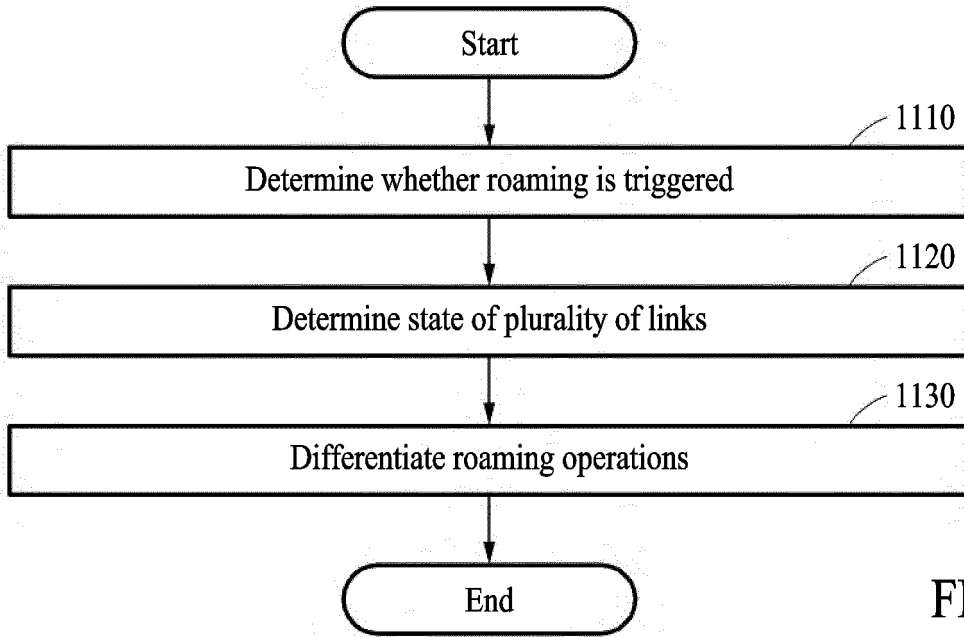 Start
1110
Determine whether roaming is triggered
1120
Determine state of plurality of links
1130
Differentiate roaming operations
End